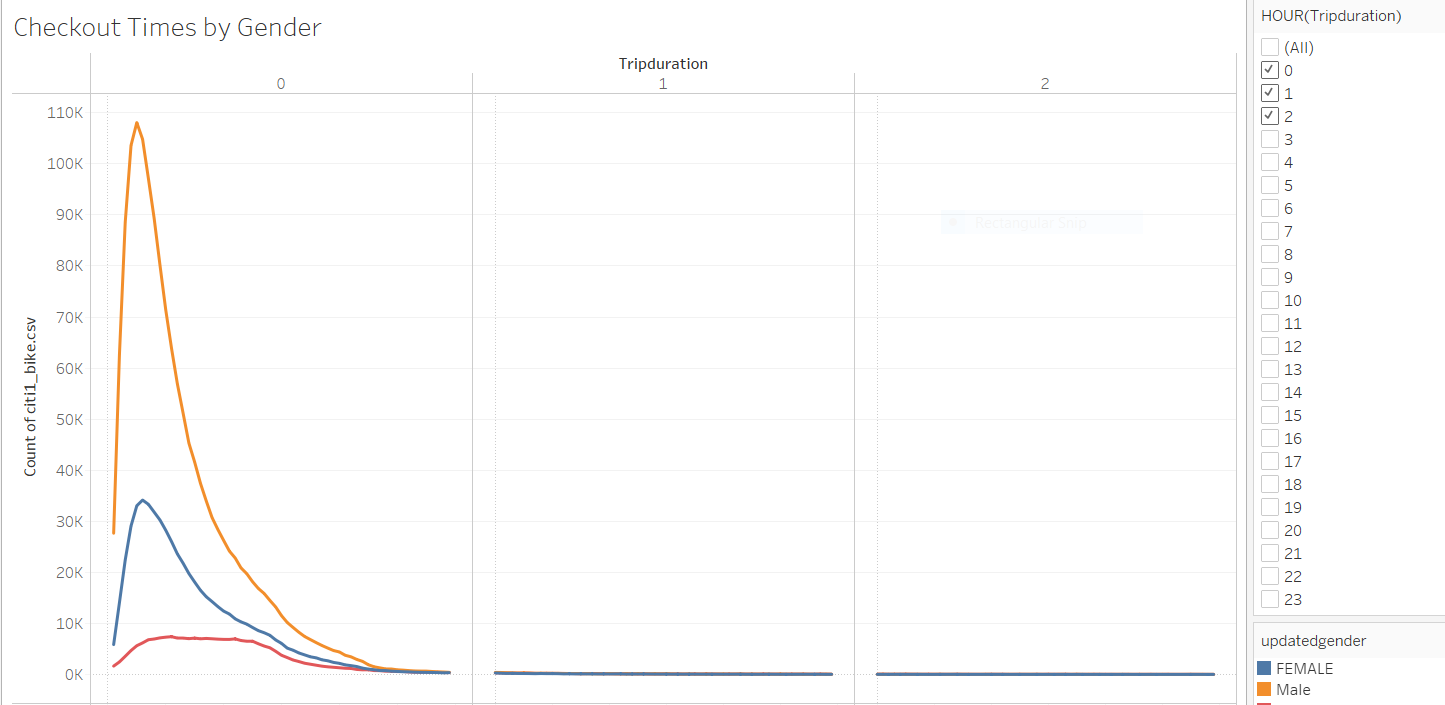 Checkout Times by Gender
Tripduration
0 1 2
110K
100K
90K
80K
70K
60K
50K
40K
30K
20K
10K
0K
Count of citi1_bike.csv
Rectangular Snip
HOUR(Tripduration)
(All)
0
1
2
3
4
5
6
7
8
9
10
11
12
13
14
15
16
17
18
19
20
21
22
23
updatedgender
FEMALE
Male